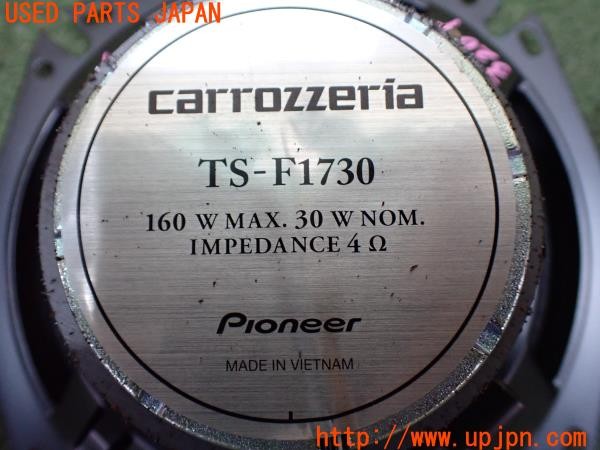 USED PARTS JAPAN
carrozzeria
TS-F1730
160 W MAX. 30 W NOM.
IMPEDANCE 4 Ω
Pioneer
MADE IN VIETNAM
http://www.upjpn.com/